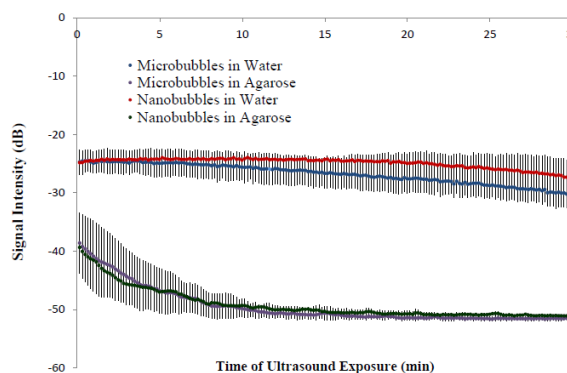 0
5
10
15
20
25
-10
-20
-30
-40
-50
-60
Microbubbles in Water
Microbubbles in Agarose
Nanobubbles in Water
Nanobubbles in Agarose
Signal Intensity (dB)
Time of Ultrasound Exposure (min)